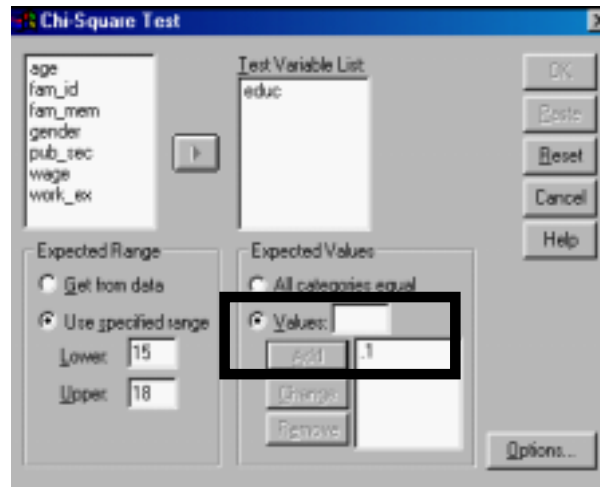 Chi-Square Test
age
fam_id
fam_mem
gender
pub_sec
wage
work_ex
Test Variable List:
educ
OK
Paste
Reset
Cancel
Help
Expected Range
Get from data
Use specified range
Lower: 15
Upper: 18
Expected Values
All categories equal
Values:
Add
.1
Change
Remove
Options...